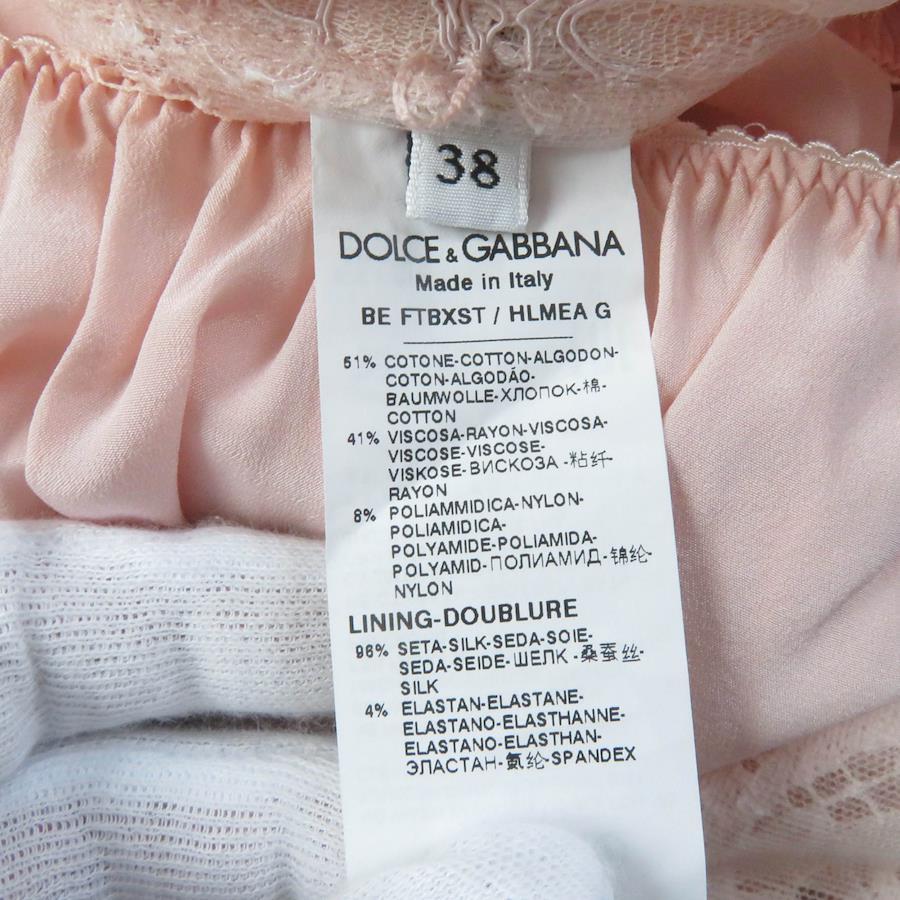 38
DOLCE & GABBANA
Made in Italy
BE FTBXST / HLMEA G
51% COTONE-COTTON-ALGODON-
COTON-ALGODÃO-
BAUMWOLLE-ХЛОПОК-棉-
COTTON
41% VISCOSA-RAYON-VISCOSA-
VISCOSE-VISCOSE-
VISKOSE-ВИСКОЗА-粘纤-
RAYON
8% POLIAMMIDICA-NYLON-
POLIAMIDICA-
POLYAMIDE-POLIAMIDA-
POLYAMID-ПОЛИАМИД-锦纶-
NYLON
LINING-DOUBLURE
96% SETA-SILK-SEDA-SOIE-
SEDA-SEIDE-ШЕЛК-桑蚕丝-
SILK
4% ELASTAN-ELASTANE-
ELASTANO-ELASTHANNE-
ELASTANO-ELASTHAN-
ЭЛАСТАН-氨纶-SPANDEX